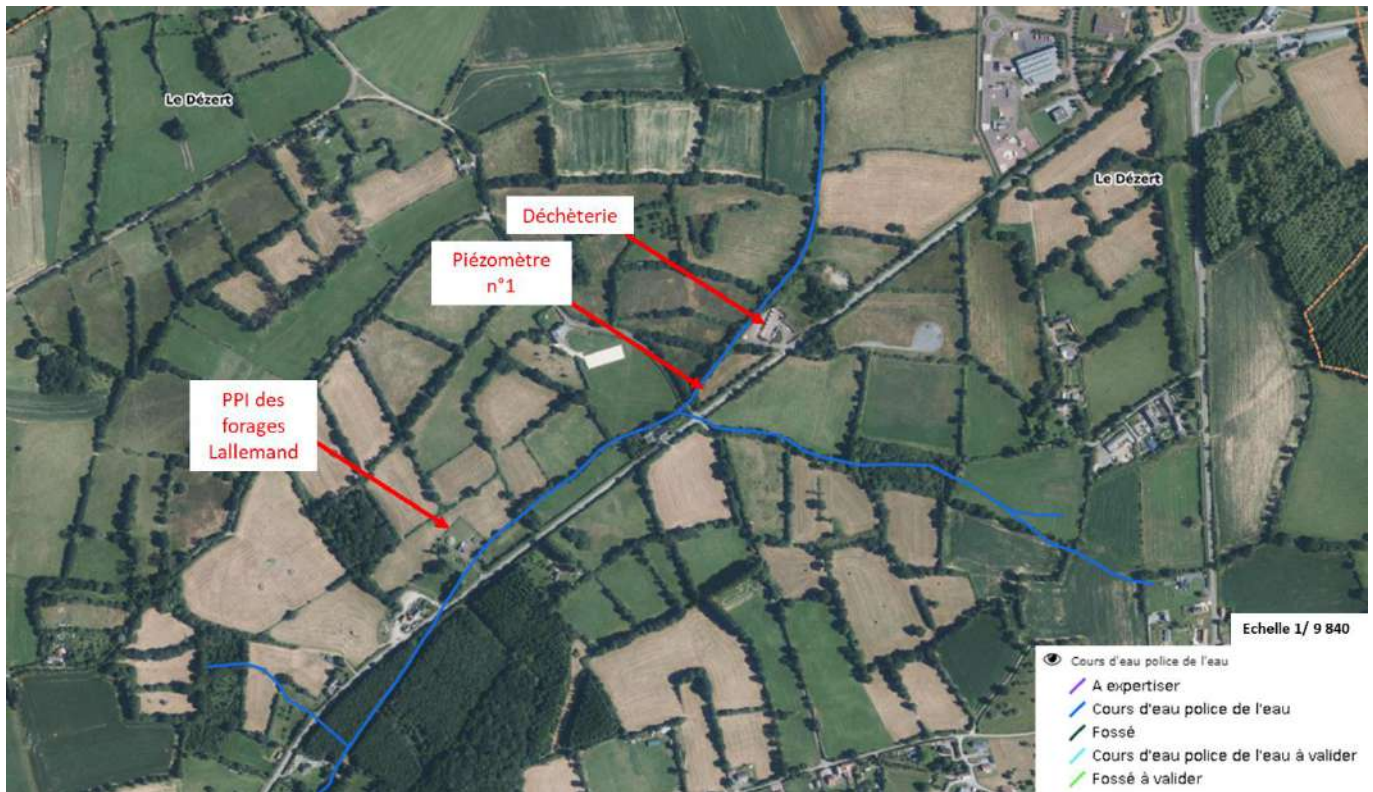 Le Dézert
Le Dézert
Déchèterie
Piézomètre
n°1
PPI des
forages
Lallemand
Echelle 1/ 9 840
Cours d'eau police de l'eau
A expertiser
Cours d'eau police de l'eau
Fossé
Cours d'eau police de l'eau à valider
Fossé à valider